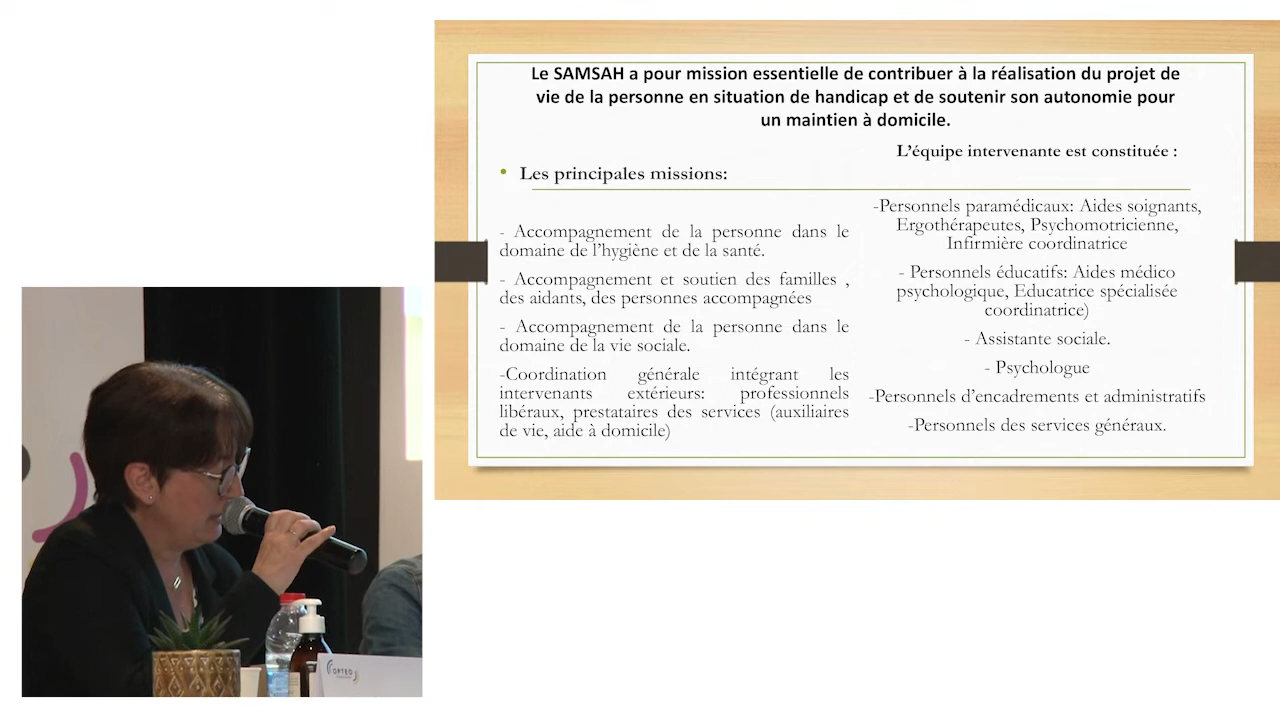 Le SAMSAH a pour mission essentielle de contribuer à la réalisation du projet de
vie de la personne en situation de handicap et de soutenir son autonomie pour
un maintien à domicile.
• Les principales missions:
- Accompagnement de la personne dans le
domaine de l'hygiène et de la santé.
- Accompagnement et soutien des familles ,
des aidants, des personnes accompagnées
- Accompagnement de la personne dans le
domaine de la vie sociale.
-Coordination générale intégrant les
intervenants extérieurs: professionnels
libéraux, prestataires des services (auxiliaires
de vie, aide à domicile)
L'équipe intervenante est constituée :
-Personnels paramédicaux: Aides soignants,
Ergothérapeutes, Psychomotricienne,
Infirmière coordinatrice
- Personnels éducatifs: Aides médico
psychologique, Educatrice spécialisée
coordinatrice)
- Assistante sociale.
- Psychologue
-Personnels d'encadrements et administratifs
-Personnels des services généraux.
OPTEO